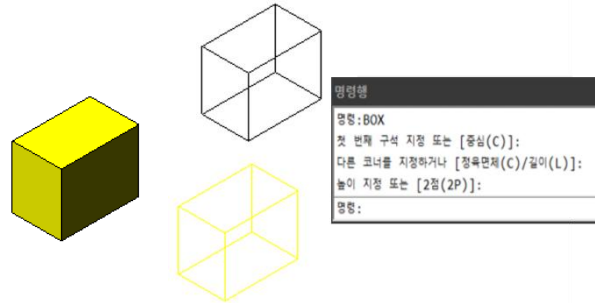 명령행
명령:BOX
첫 번째 구석 지정 또는 [중심(C)]:
다른 코너를 지정하거나 [정육면체(C)/길이(L)]:
높이 지정 또는 [2점(2P)]:
명령: